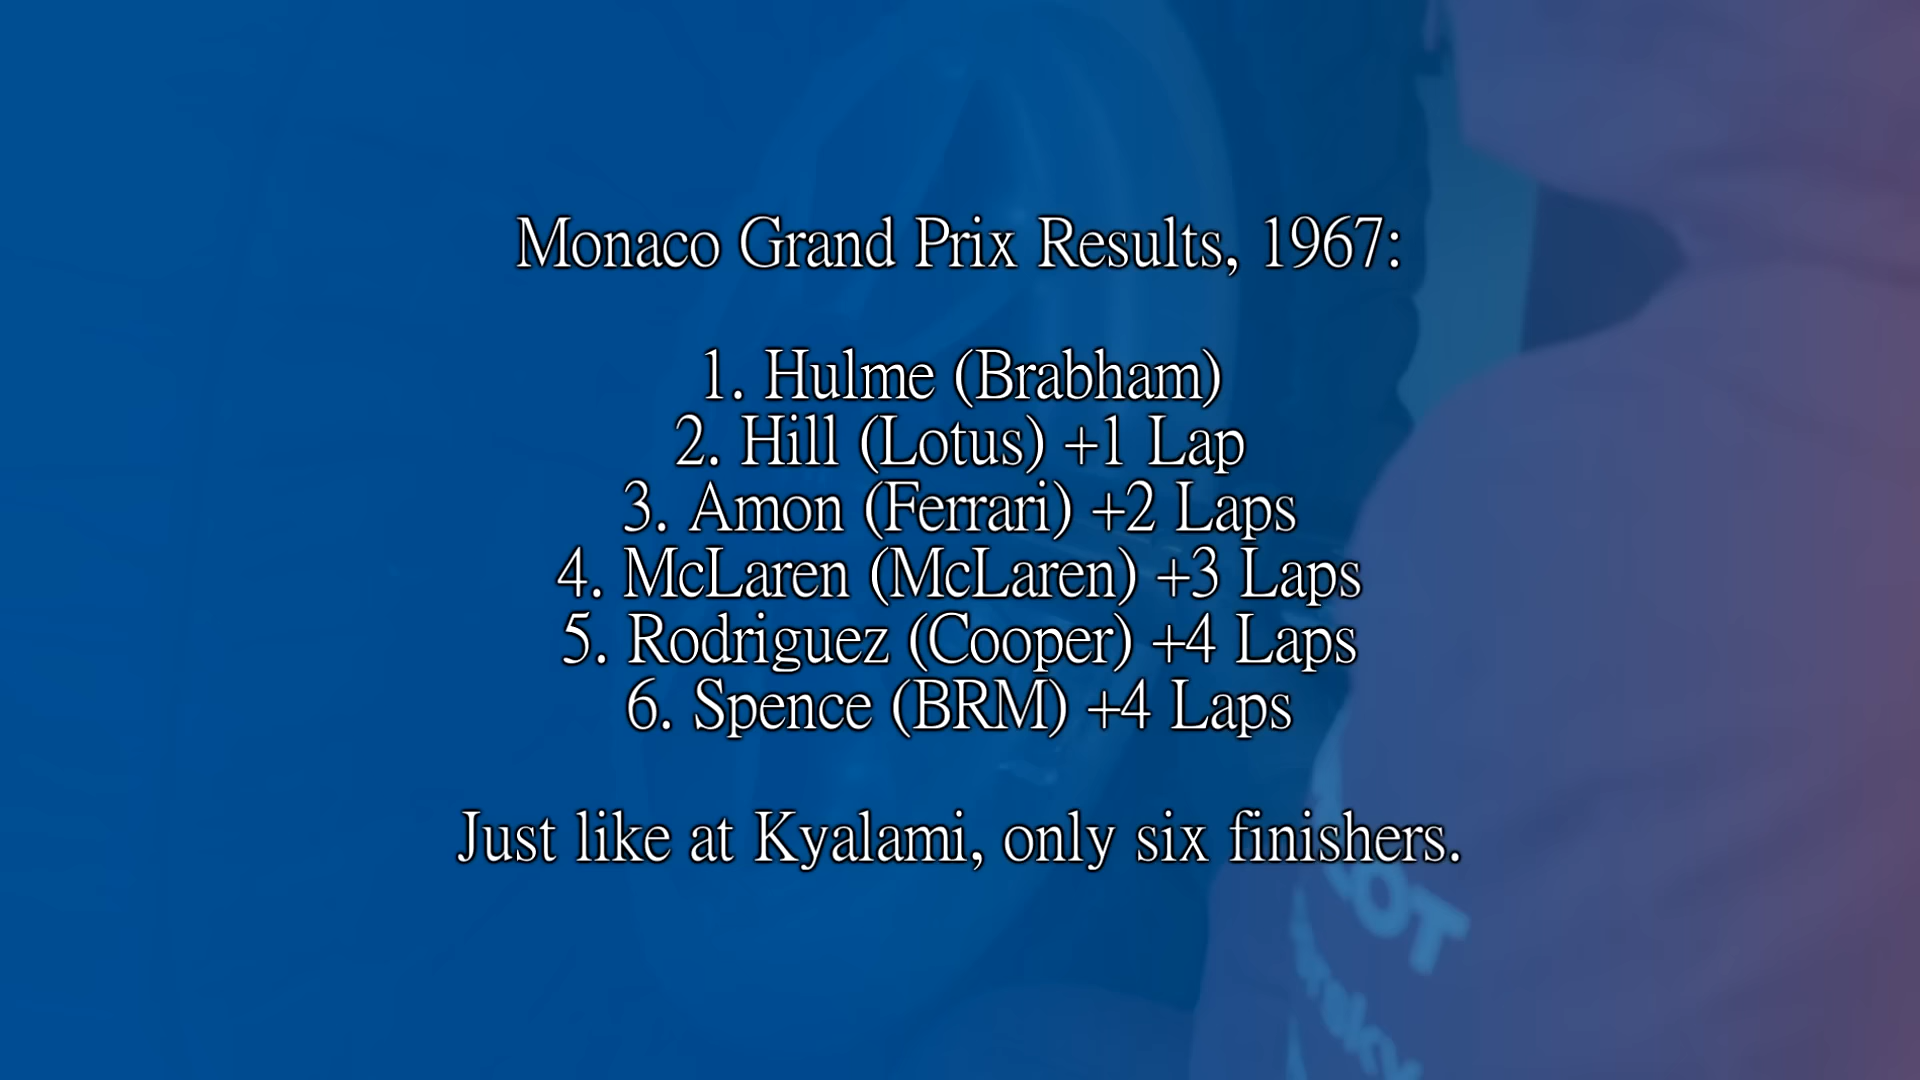 Monaco Grand Prix Results, 1967:
1. Hulme (Brabham)
2. Hill (Lotus) +1 Lap
3. Amon (Ferrari) +2 Laps
4. McLaren (McLaren) +3 Laps
5. Rodriguez (Cooper) +4 Laps
6. Spence (BRM) +4 Laps
Just like at Kyalami, only six finishers.